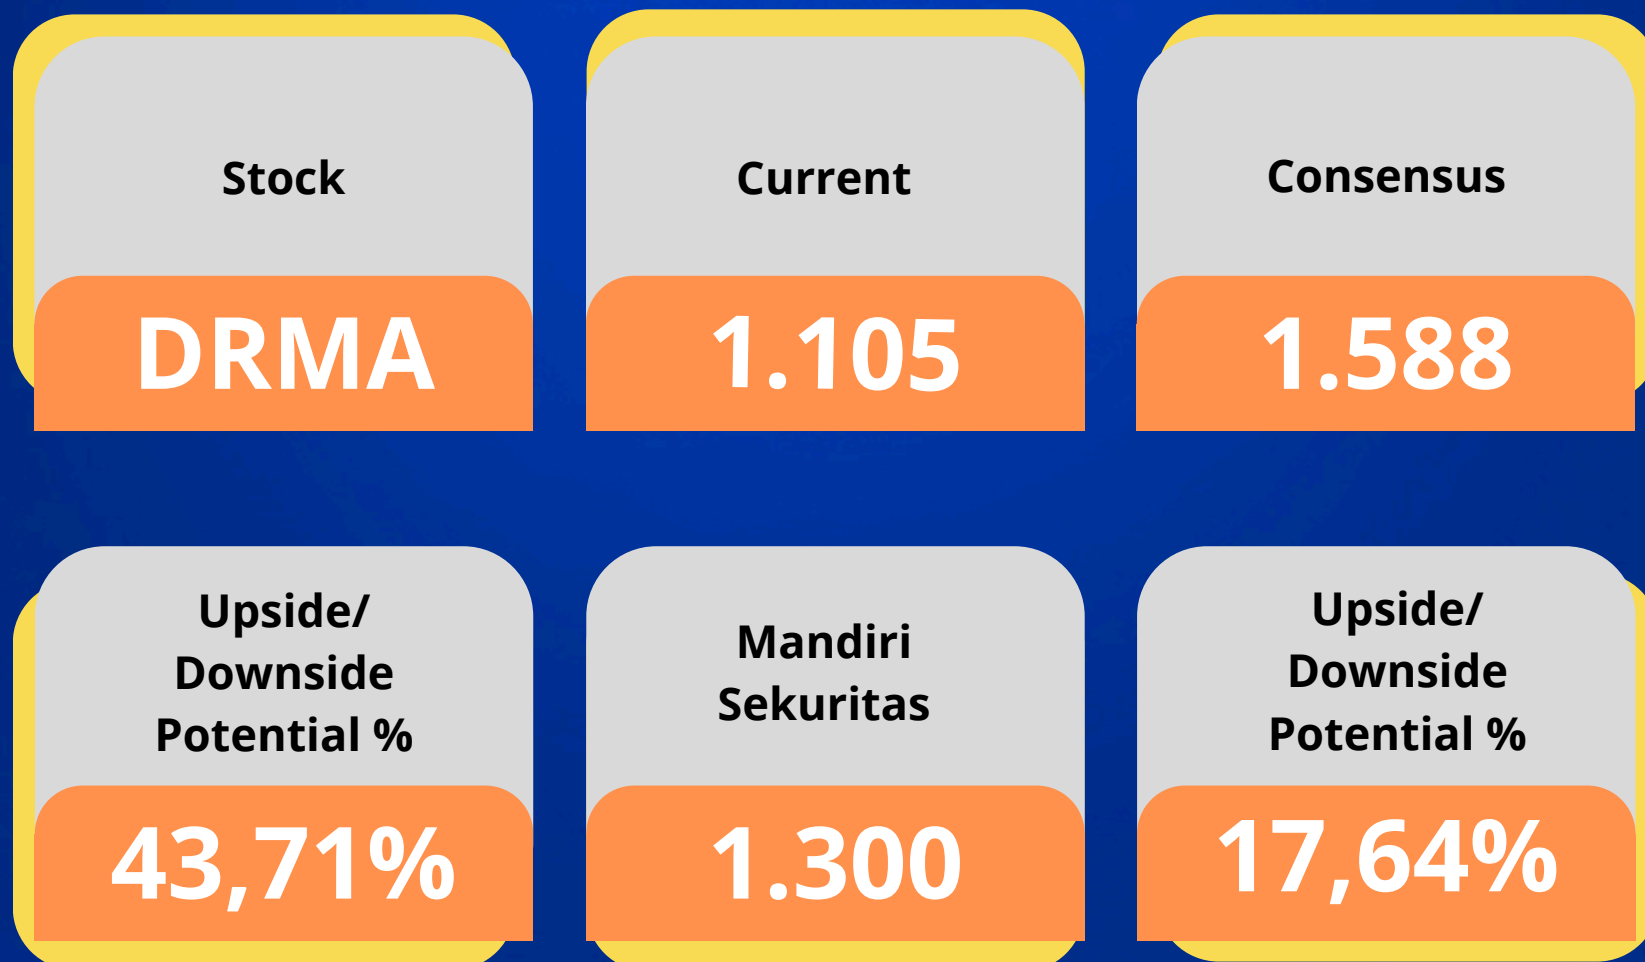 Stock
DRMA
Current
1.105
Consensus
1.588
Upside/
Downside
Potential %
43,71%
Mandiri
Sekuritas
1.300
Upside/
Downside
Potential %
17,64%